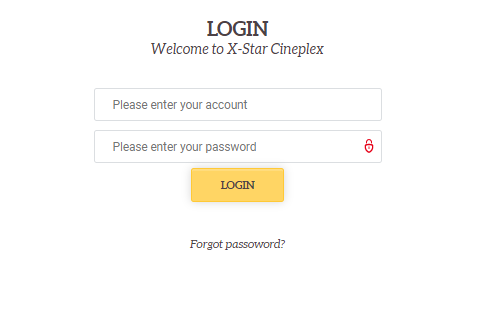 LOGIN
Welcome to X-Star Cineplex
Please enter your account
Please enter your password
LOGIN
Forgot passoword?